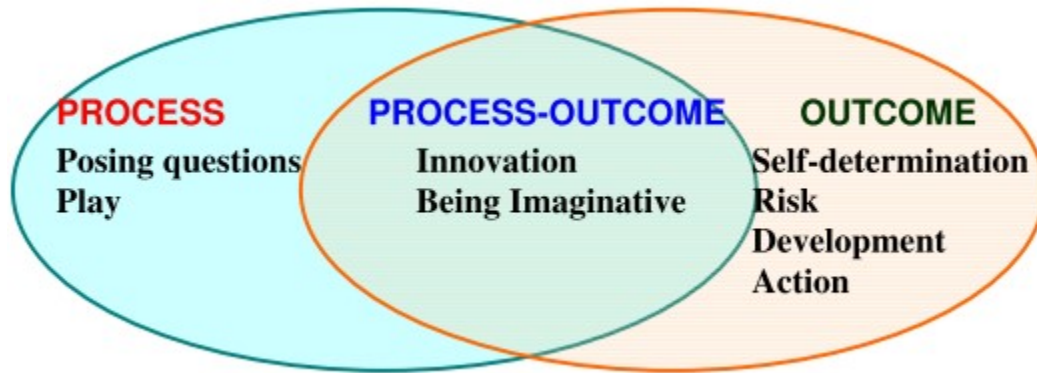 PROCESS
Posing questions
Play
PROCESS-OUTCOME
Innovation
Being Imaginative
OUTCOME
Self-determination
Risk
Development
Action